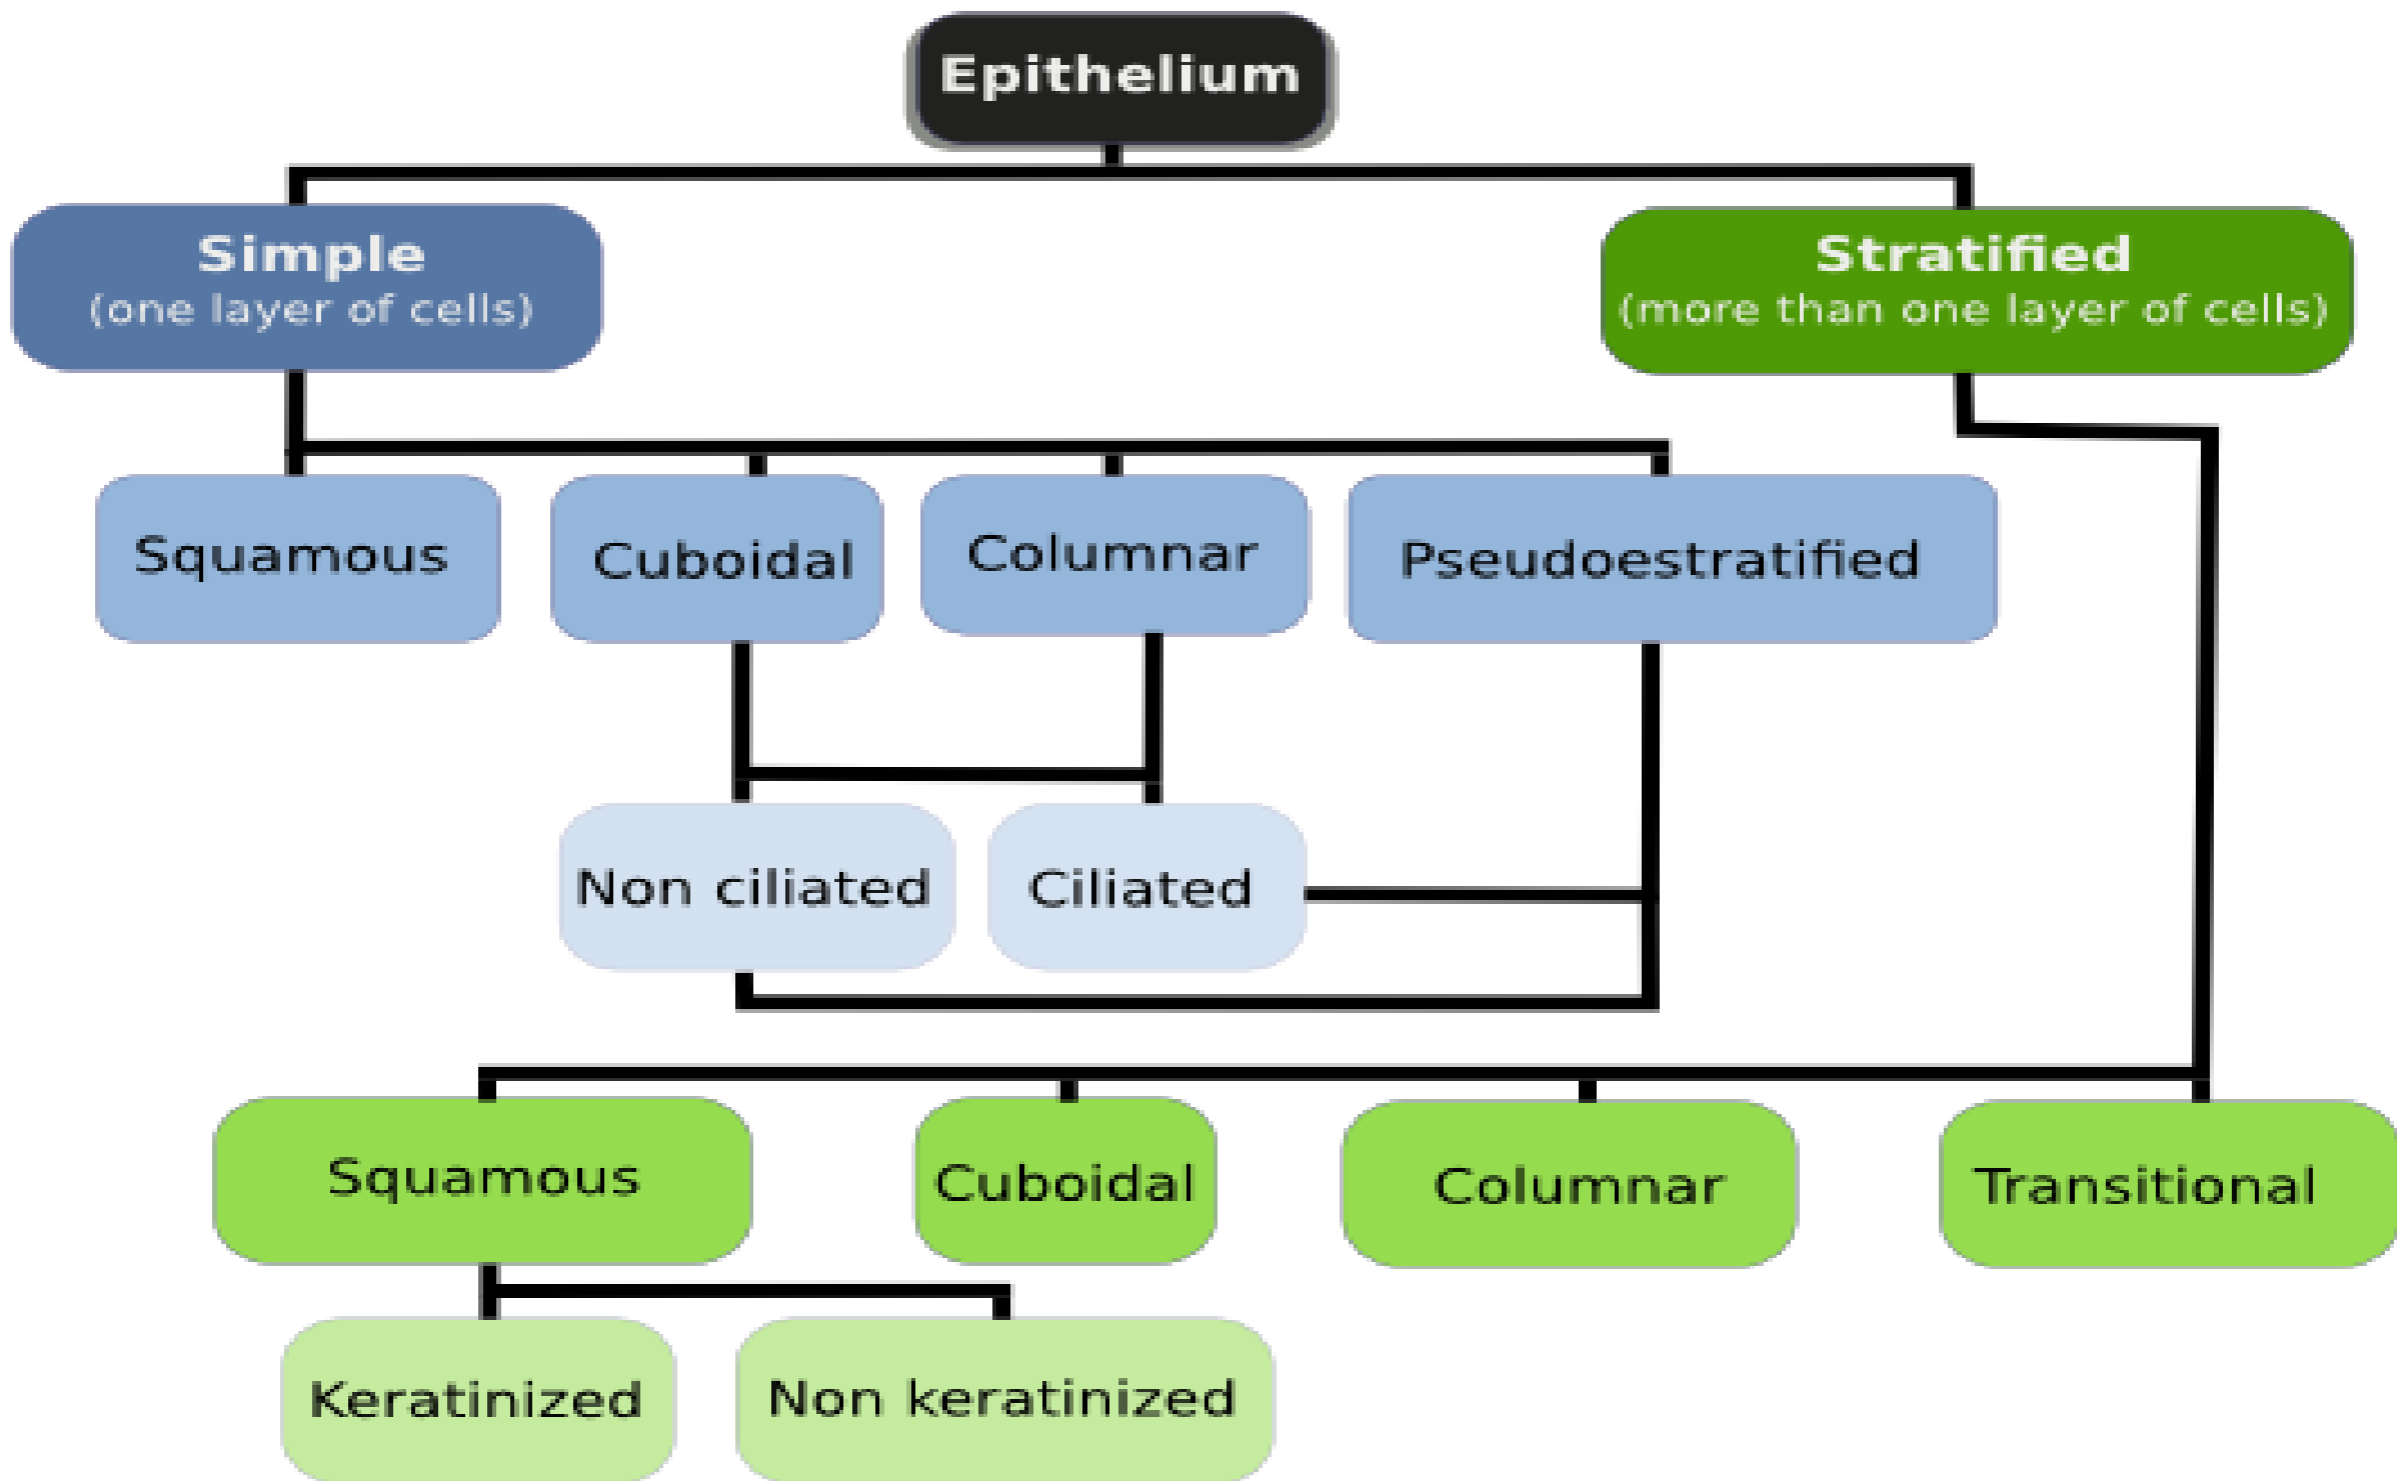 Epithelium
Simple
(one layer of cells)
Stratified
(more than one layer of cells)
Squamous
Cuboidal
Columnar
Pseudoestratified
Non ciliated
Ciliated
Squamous
Cuboidal
Columnar
Transitional
Keratinized
Non keratinized